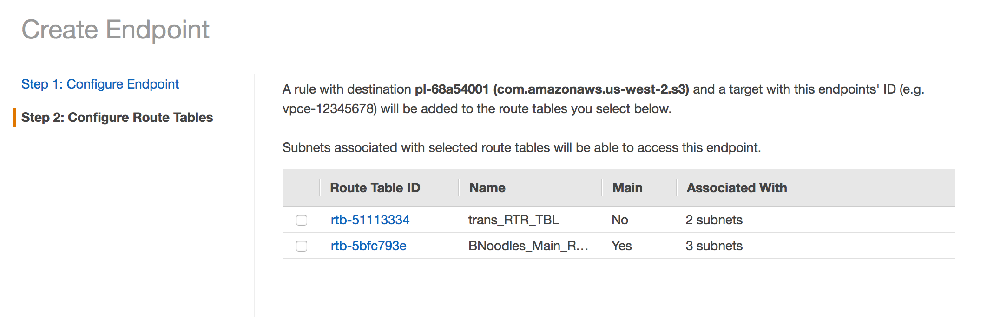 Create Endpoint
Step 1: Configure Endpoint
Step 2: Configure Route Tables
A rule with destination pl-68a54001 (com.amazonaws.us-west-2.s3) and a target with this endpoints' ID (e.g.
vpce-12345678) will be added to the route tables you select below.
Subnets associated with selected route tables will be able to access this endpoint.
Route Table ID Name Main Associated With
rtb-51113334 trans_RTR_TBL No 2 subnets
rtb-5bfc793e BNoodles_Main_R... Yes 3 subnets